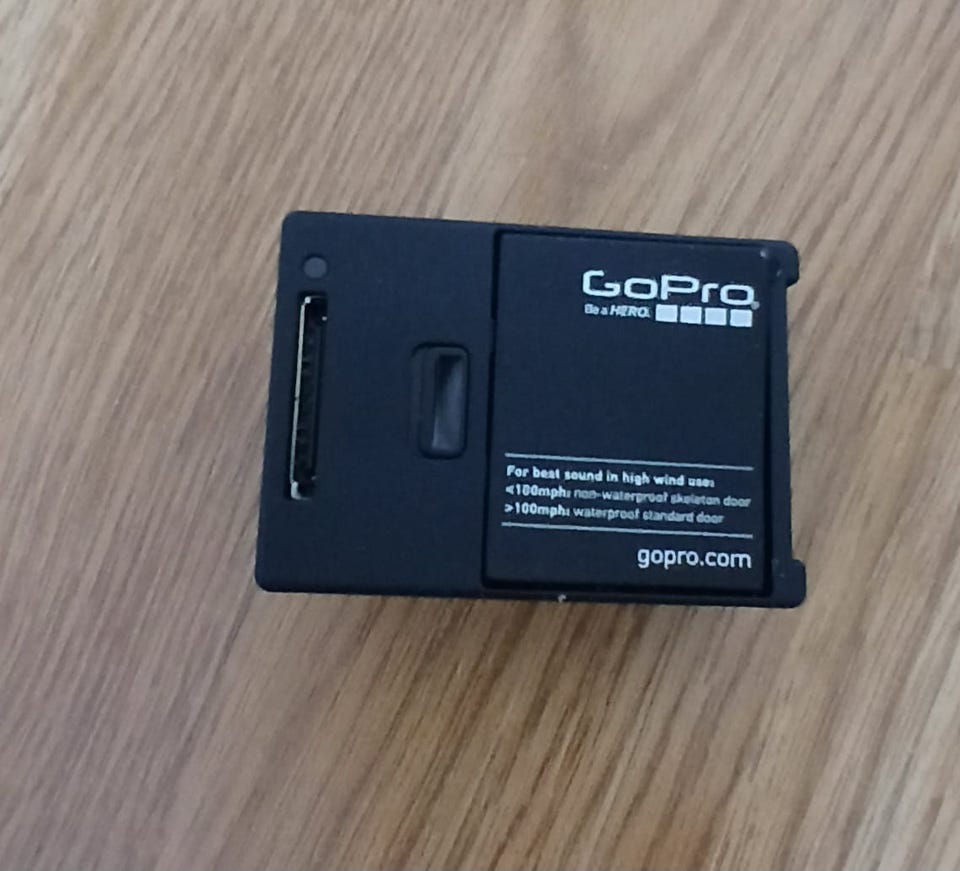 GoPro
Be a HERO.
For best sound in high wind use:
<100mph: non-waterproof skeleton door
>100mph: waterproof standard door
gopro.com